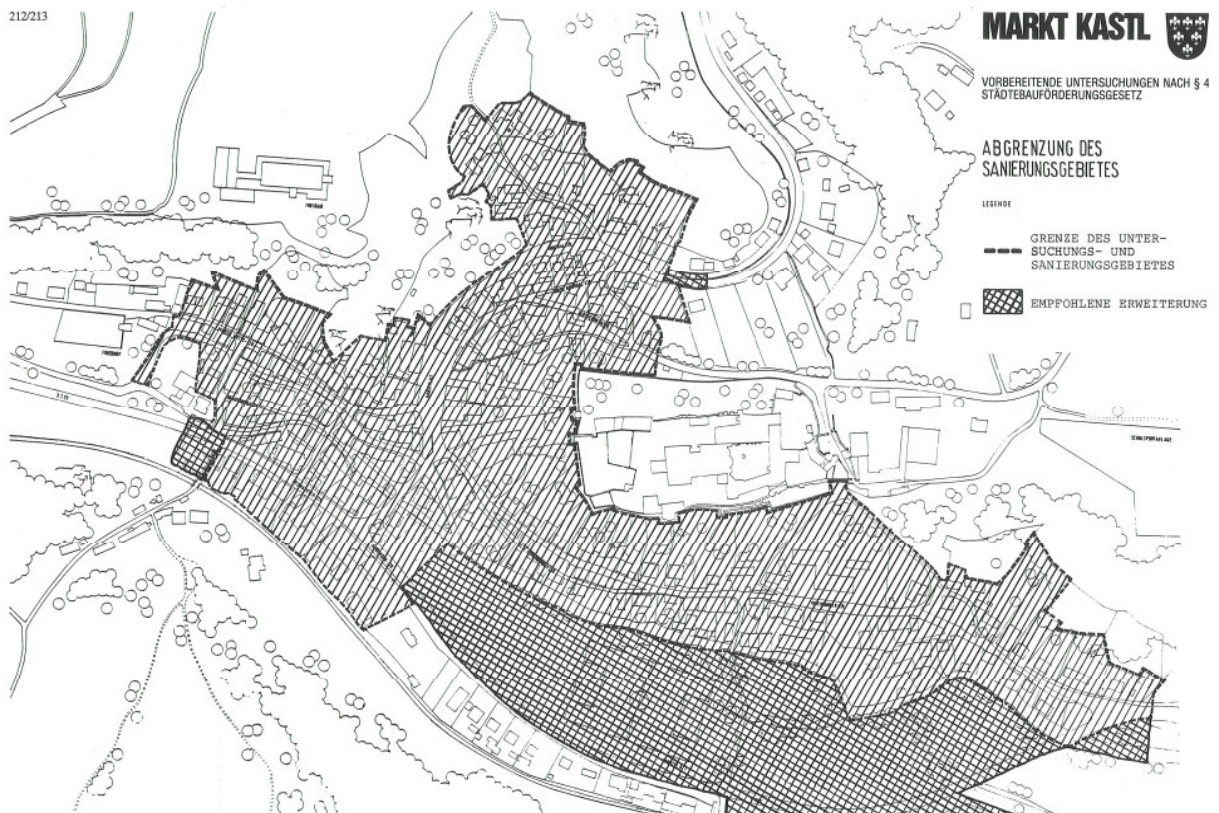 212/213
MARKT KASTL
VORBEREITENDE UNTERSUCHUNGEN NACH § 4
STÄDTEBAUFÖRDERUNGSGESETZ
ABGRENZUNG DES
SANIERUNGSGEBIETES
LEGENDE
GRENZE DES UNTER-
SUCHUNGS- UND
SANIERUNGSGEBIETES
EMPFOHLENE ERWEITERUNG